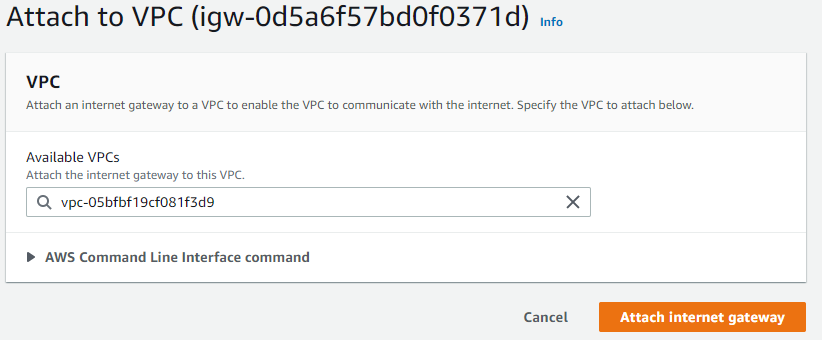 Attach to VPC (igw-0d5a6f57bd0f0371d) Info
VPC
Attach an internet gateway to a VPC to enable the VPC to communicate with the internet. Specify the VPC to attach below.
Available VPCs
Attach the internet gateway to this VPC.
vpc-05bfbf19cf081f3d9
AWS Command Line Interface command
Cancel Attach internet gateway